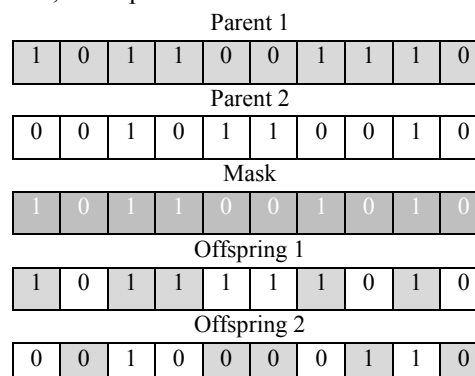 Parent 1
1 0 1 1 0 0 1 1 1 0
Parent 2
0 0 1 0 1 1 0 0 1 0
Mask
1 0 1 1 0 0 1 0 1 0
Offspring 1
1 0 1 1 1 1 1 0 1 0
Offspring 2
0 0 1 0 0 0 0 1 1 0